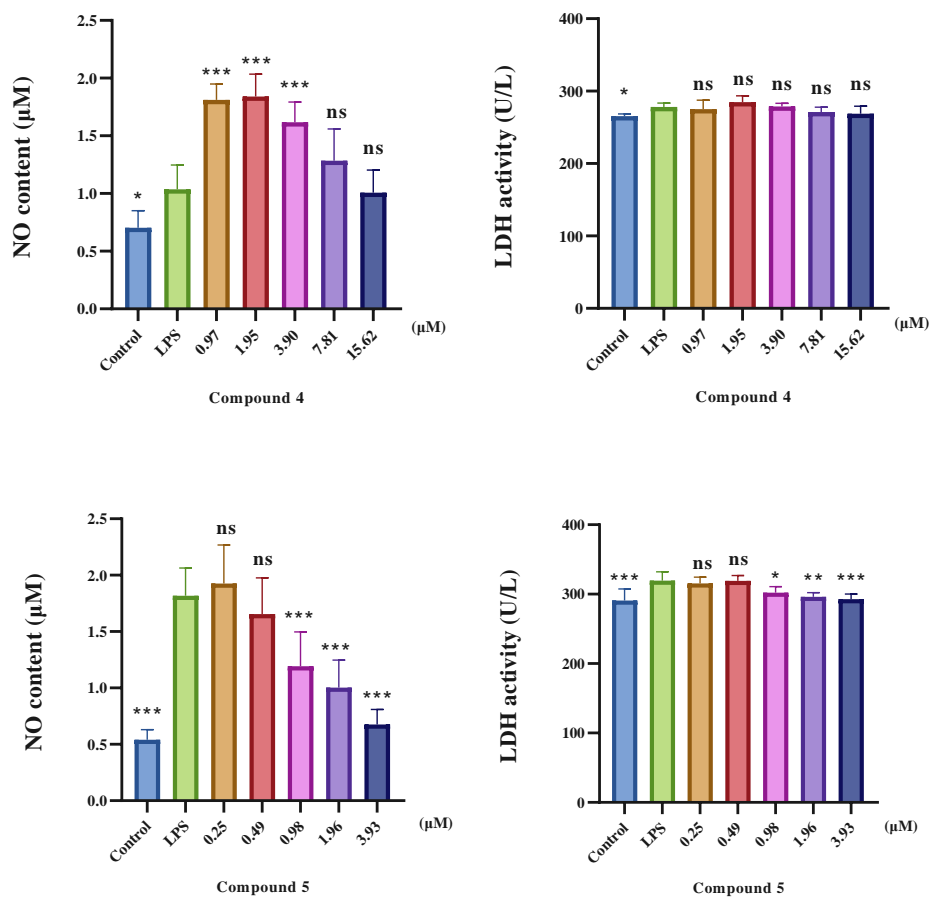 NO content (μM)
2.5
2.0
1.5
1.0
0.5
0.0
* *** *** *** ns ns
Control LPS 0.97 1.95 3.90 7.81 15.62 (μM)
Compound 4
LDH activity (U/L)
400
300
200
100
0
* ns ns ns ns ns
Control LPS 0.97 1.95 3.90 7.81 15.62 (μM)
Compound 4
NO content (μM)
2.5
2.0
1.5
1.0
0.5
0.0
*** ns ns *** *** ***
Control LPS 0.25 0.49 0.98 1.96 3.93 (μM)
Compound 5
LDH activity (U/L)
400
300
200
100
0
*** ns ns * ** ***
Control LPS 0.25 0.49 0.98 1.96 3.93 (μM)
Compound 5